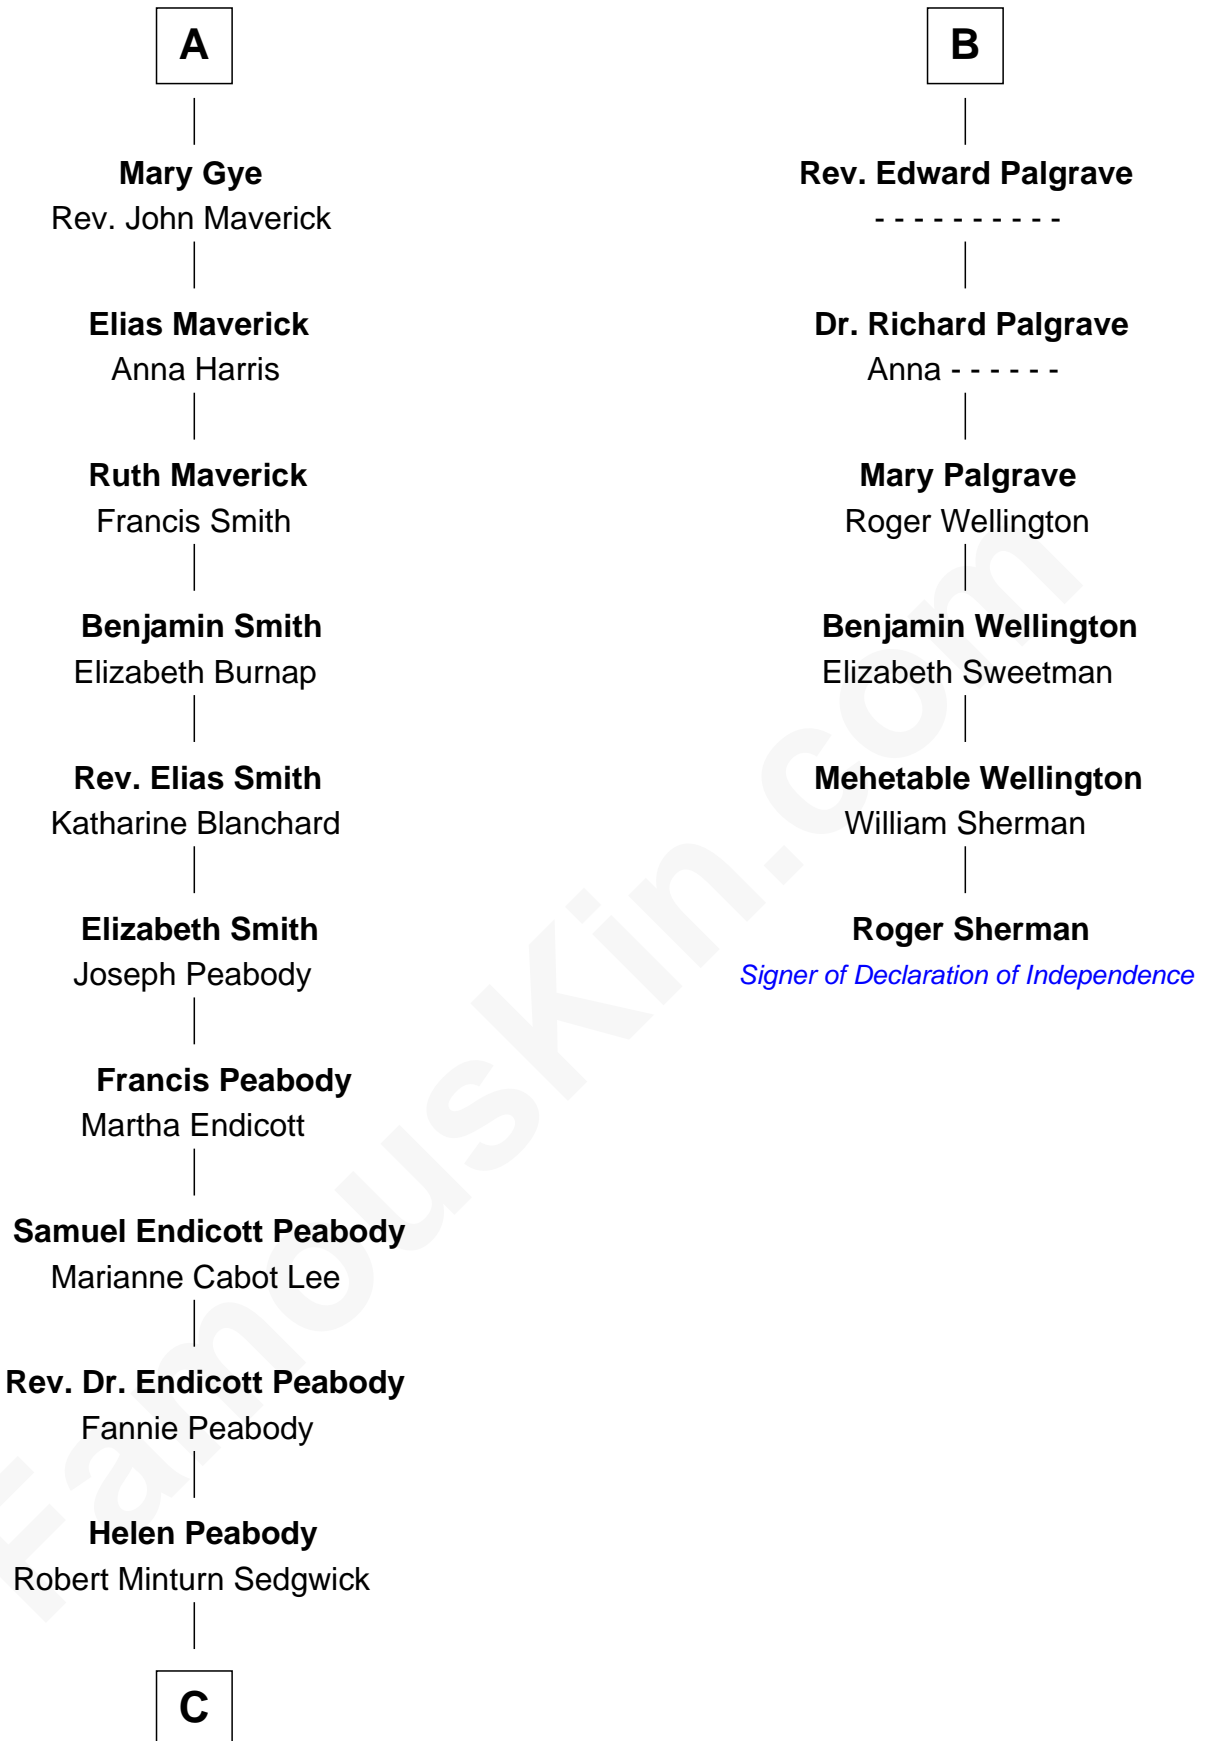 A
Mary Gye
Rev. John Maverick
Elias Maverick
Anna Harris
Ruth Maverick
Francis Smith
Benjamin Smith
Elizabeth Burnap
Rev. Elias Smith
Katharine Blanchard
Elizabeth Smith
Joseph Peabody
Francis Peabody
Martha Endicott
Samuel Endicott Peabody
Marianne Cabot Lee
Rev. Dr. Endicott Peabody
Fannie Peabody
Helen Peabody
Robert Minturn Sedgwick
C
B
Rev. Edward Palgrave
- - - - - - - - - -
Dr. Richard Palgrave
Anna - - - - - -
Mary Palgrave
Roger Wellington
Benjamin Wellington
Elizabeth Sweetman
Mehetable Wellington
William Sherman
Roger Sherman
Signer of Declaration of Independence
FamousKin.com